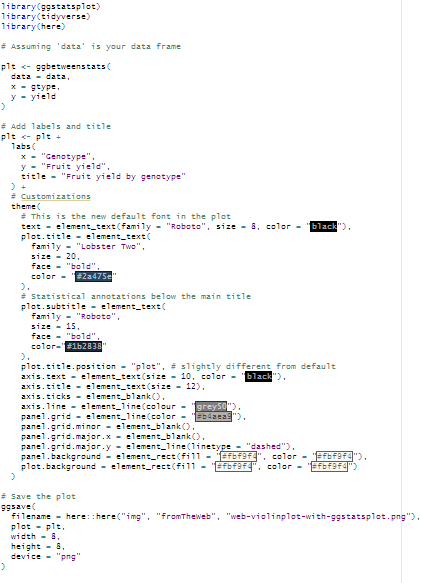 library(ggstatsplot)
library(tidyverse)
library(here)
# Assuming 'data' is your data frame
plt <- ggbetweenstats(
data = data,
x = gtype,
y = yield
)
# Add labels and title
plt <- plt +
labs(
x = "Genotype",
y = "Fruit yield",
title = "Fruit yield by genotype"
) +
# Customizations
theme(
# This is the new default font in the plot
text = element_text(family = "Roboto", size = 8, color = "black"),
plot.title = element_text(
family = "Lobster Two",
size = 20,
face = "bold",
color = "#2a475e"
),
# Statistical annotations below the main title
plot.subtitle = element_text(
family = "Roboto",
size = 15,
face = "bold",
color="#1b2838"
),
plot.title.position = "plot", # slightly different from default
axis.text = element_text(size = 10, color = "black"),
axis.title = element_text(size = 12),
axis.ticks = element_blank(),
axis.line = element_line(colour = "grey50"),
panel.grid = element_line(color = "#b4aea9"),
panel.grid.minor = element_blank(),
panel.grid.major.x = element_blank(),
panel.grid.major.y = element_line(linetype = "dashed"),
panel.background = element_rect(fill = "#fbf9f4", color = "#fbf9f4"),
plot.background = element_rect(fill = "#fbf9f4", color = "#fbf9f4")
)
# Save the plot
ggsave(
filename = here::here("img", "fromTheWeb", "web-violinplot-with-ggstatsplot.png"),
plot = plt,
width = 8,
height = 8,
device = "png"
)